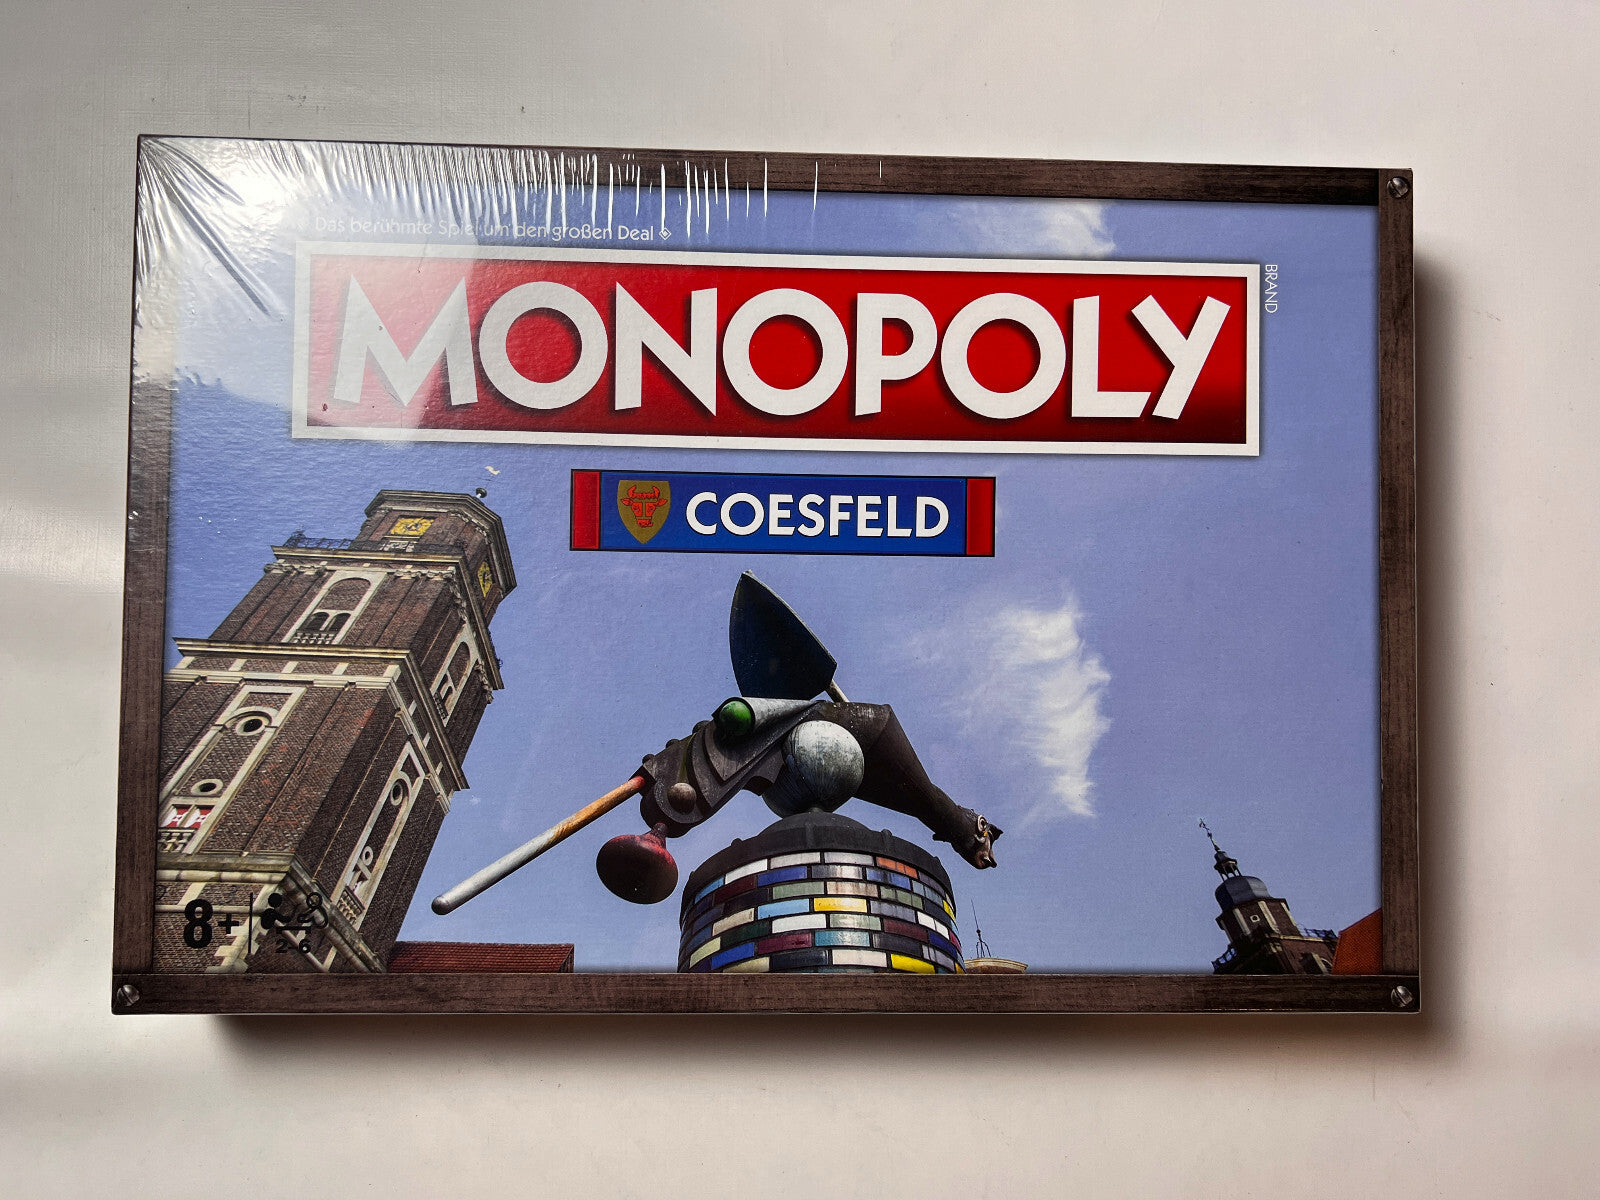 Das berühmte Spiel um den großen Deal
MONOPOLY
BRAND
COESFELD
8+
2-6